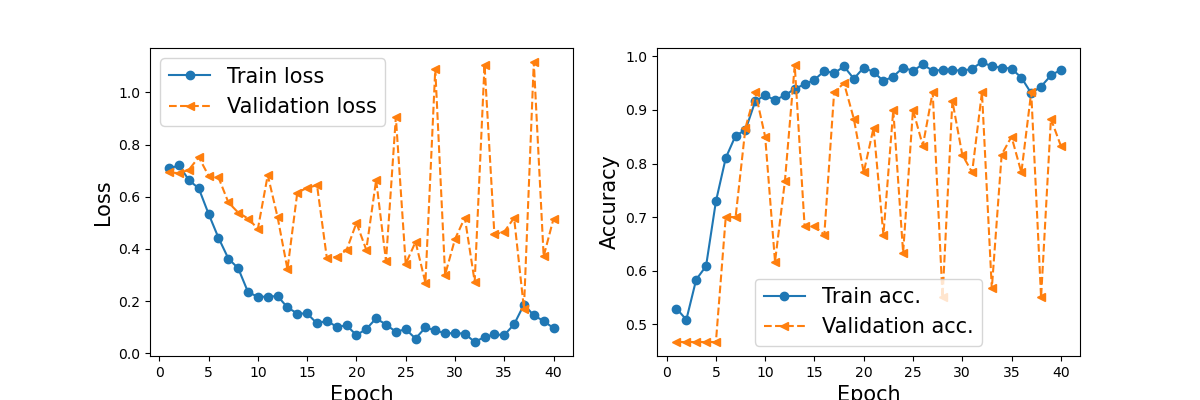 Train loss
Validation loss
Loss
1.0
0.8
0.6
0.4
0.2
0.0
0 5 10 15 20 25 30 35 40
Epoch
Accuracy
1.0
0.9
0.8
0.7
0.6
0.5
Train acc.
Validation acc.
0 5 10 15 20 25 30 35 40
Epoch